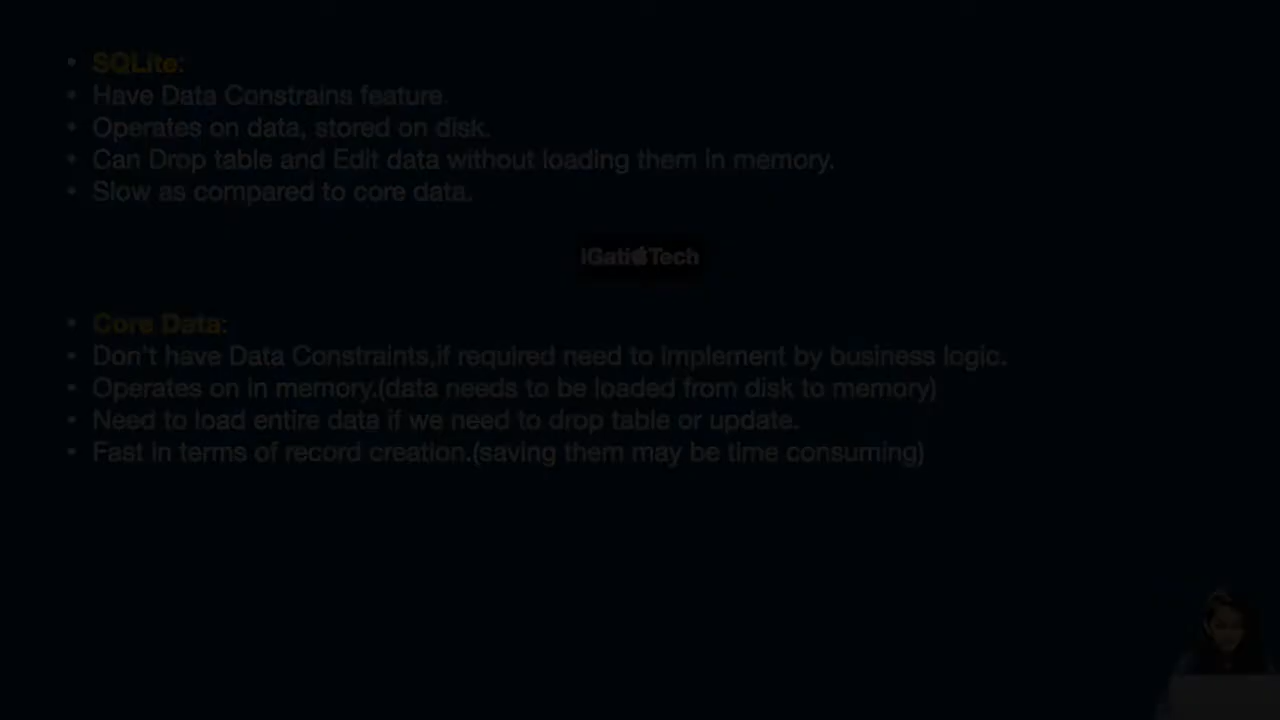 • SQLite:
• Have Data Constrains feature.
• Operates on data, stored on disk.
• Can Drop table and Edit data without loading them in memory.
• Slow as compared to core data.
iGatiTech
• Core Data:
• Don't have Data Constraints,if required need to implement by business logic.
• Operates on in memory.(data needs to be loaded from disk to memory)
• Need to load entire data if we need to drop table or update.
• Fast in terms of record creation.(saving them may be time consuming)